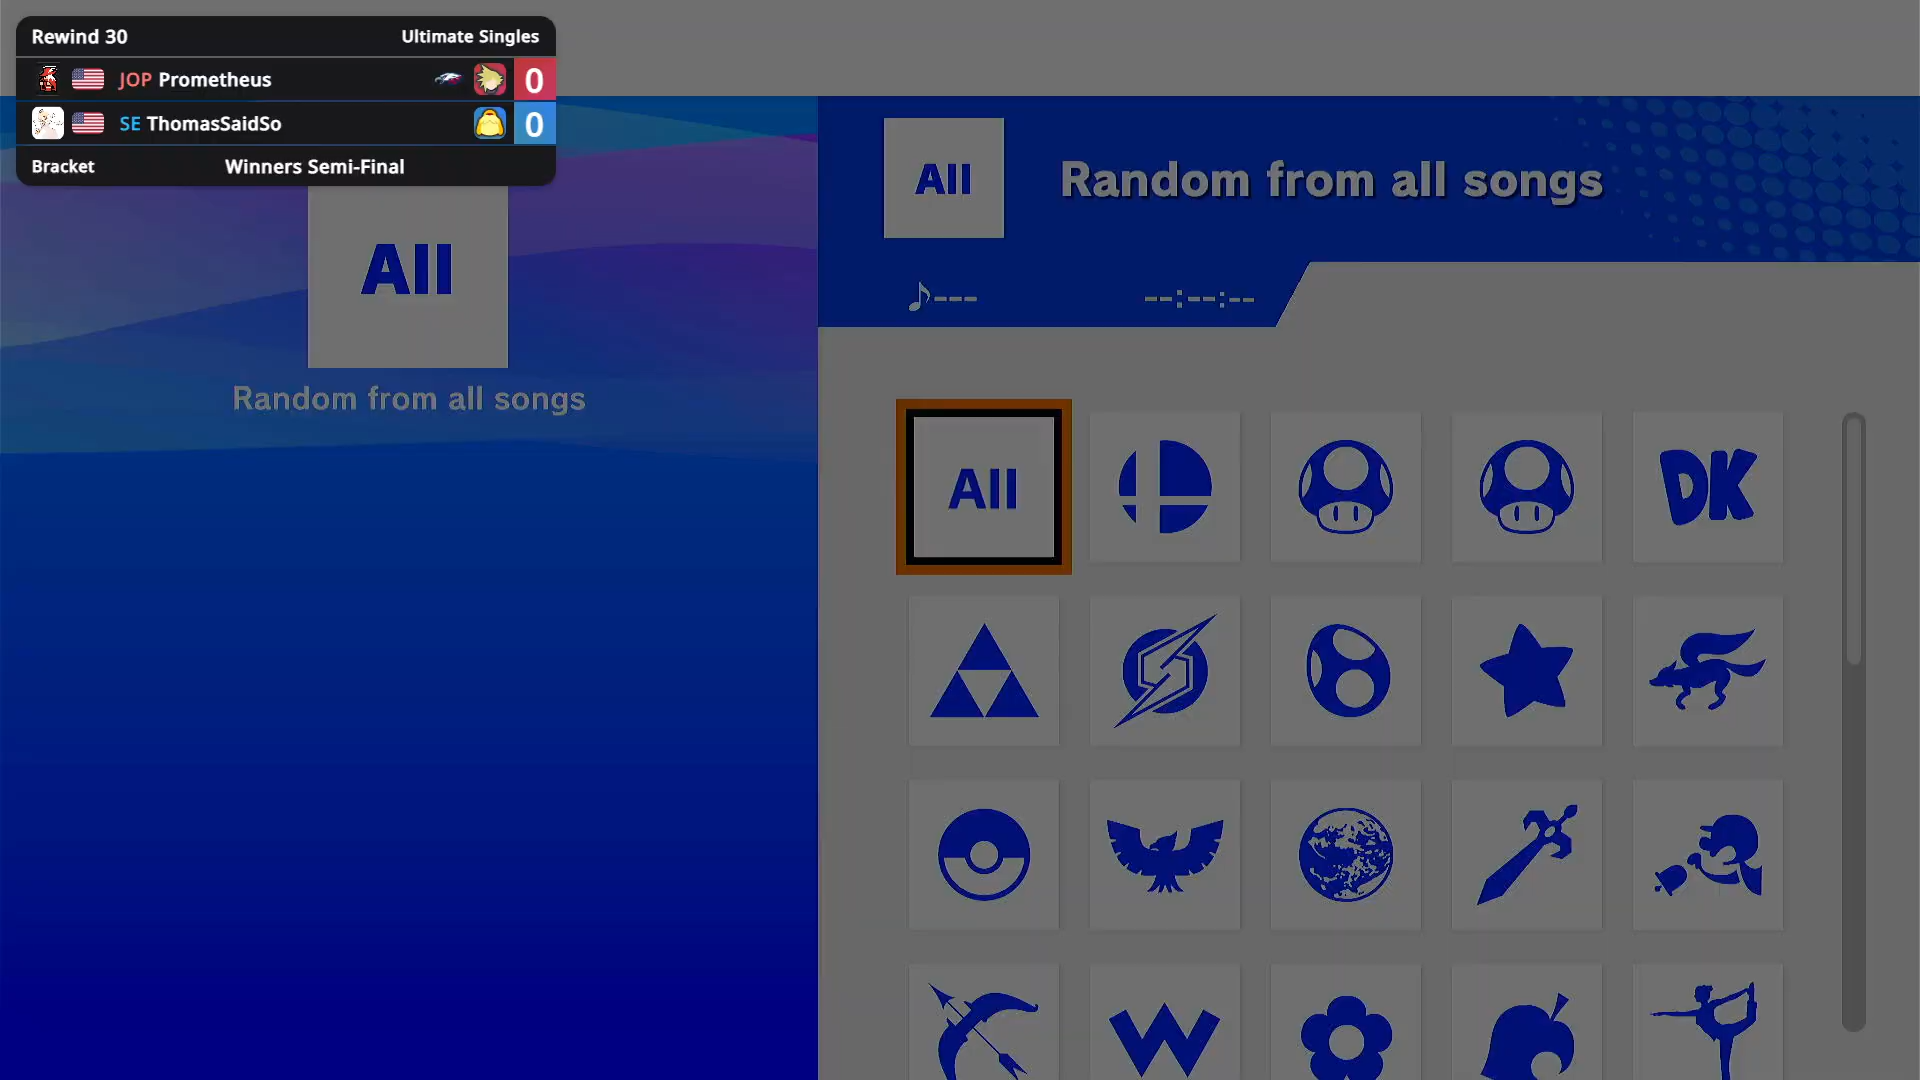 Rewind 30 Ultimate Singles
JOP Prometheus 0
SE ThomasSaidSo 0
Bracket Winners Semi-Final
All
Random from all songs
All Random from all songs
♪--- --:--:--
All
DK
W